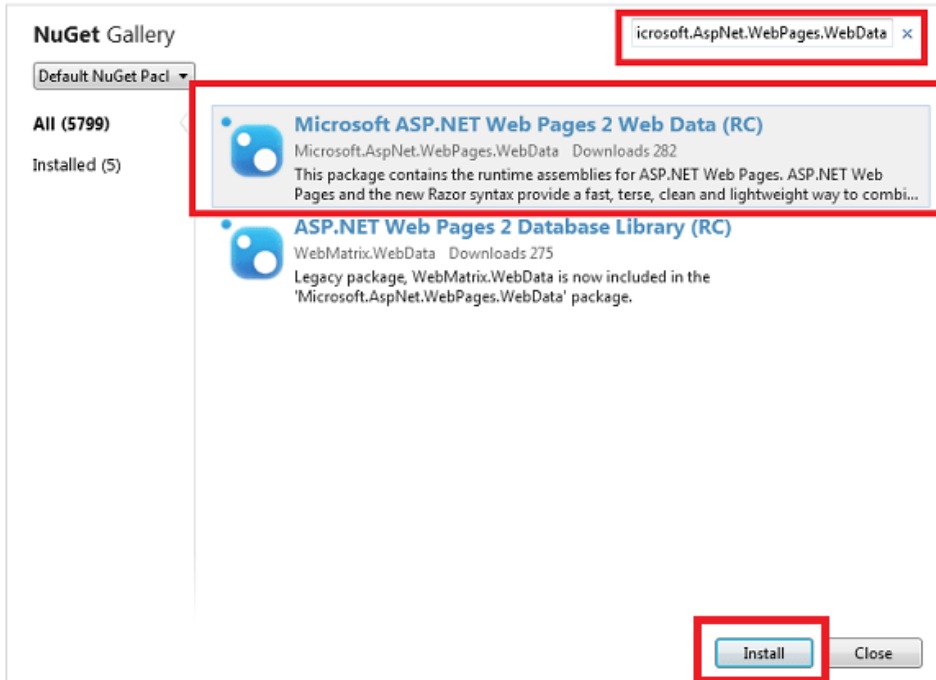 NuGet Gallery
icrosoft.AspNet.WebPages.WebData ×
Default NuGet Pacl
All (5799)
Installed (5)
Microsoft ASP.NET Web Pages 2 Web Data (RC)
Microsoft.AspNet.WebPages.WebData Downloads 282
This package contains the runtime assemblies for ASP.NET Web Pages. ASP.NET Web
Pages and the new Razor syntax provide a fast, terse, clean and lightweight way to combi...
ASP.NET Web Pages 2 Database Library (RC)
WebMatrix.WebData Downloads 275
Legacy package, WebMatrix.WebData is now included in the
'Microsoft.AspNet.WebPages.WebData' package.
Install
Close